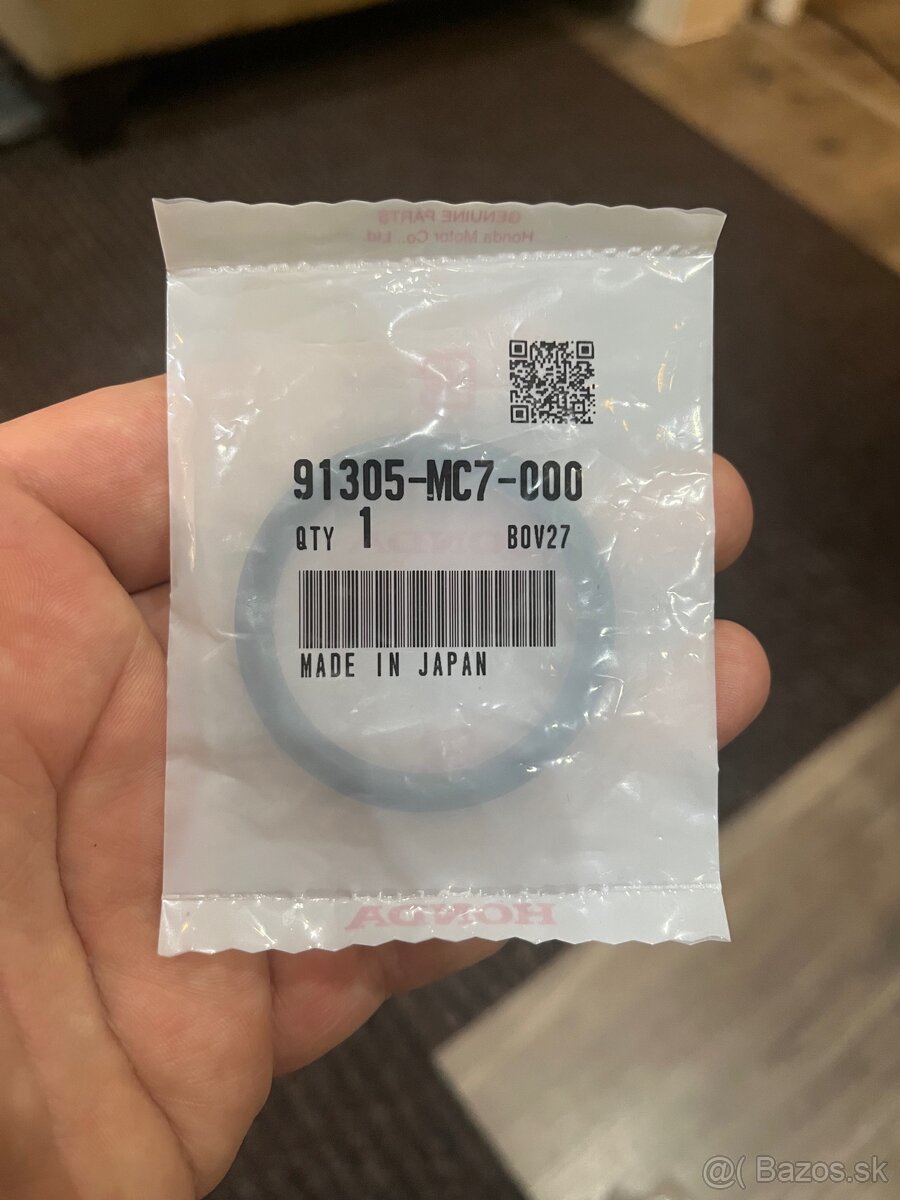 GENUINE PARTS
Honda Motor Co., Ltd.
91305-MC7-000
QTY 1 BOV27
MADE IN JAPAN
HONDA
@( Bazos.sk